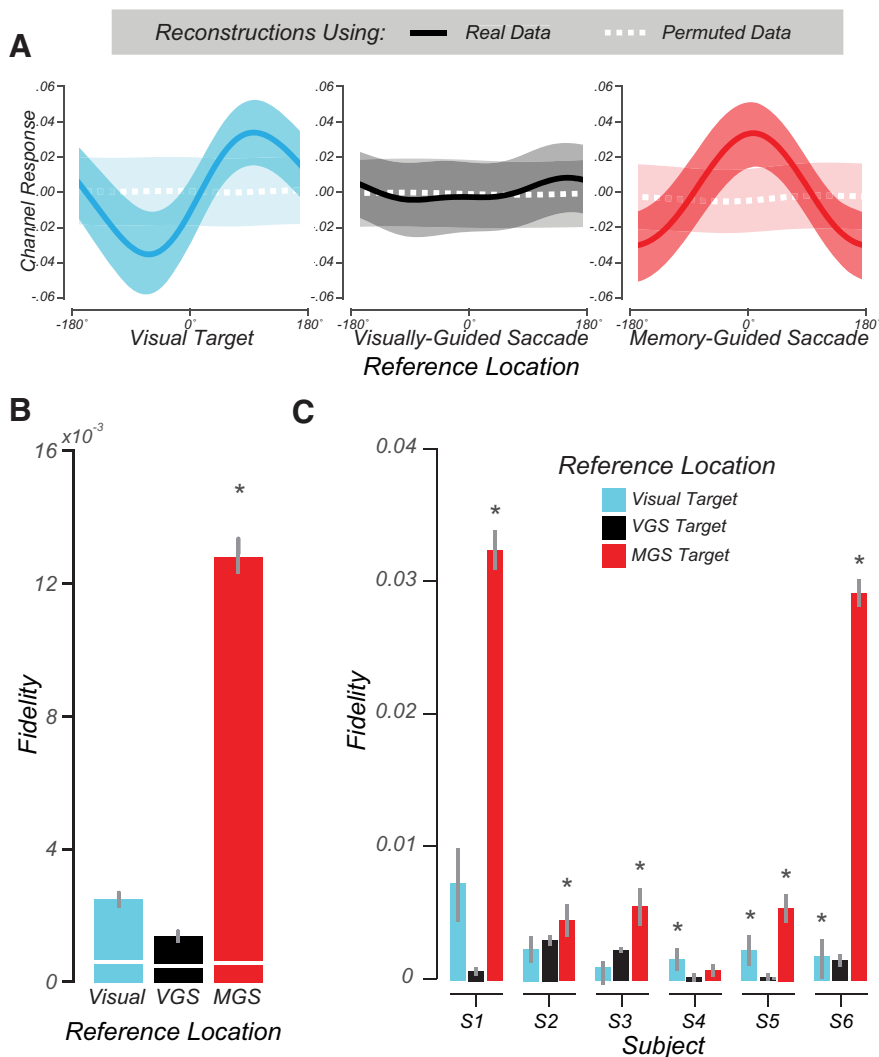 Reconstructions Using: Real Data Permuted Data
A
Channel Response
.06
.04
.02
.00
-.02
-.04
-.06
-180° 0° 180°
Visual Target
.06
.04
.02
.00
-.02
-.04
-.06
-180° 0° 180°
Visually-Guided Saccade
.06
.04
.02
.00
-.02
-.04
-.06
-180° 0° 180°
Memory-Guided Saccade
Reference Location
B
x10-3
16
12
8
4
0
Fidelity
*
Visual VGS MGS
Reference Location
C
0.04
0.03
0.02
0.01
0
Fidelity
Reference Location
Visual Target
VGS Target
MGS Target
* * * * * * *
S1 S2 S3 S4 S5 S6
Subject